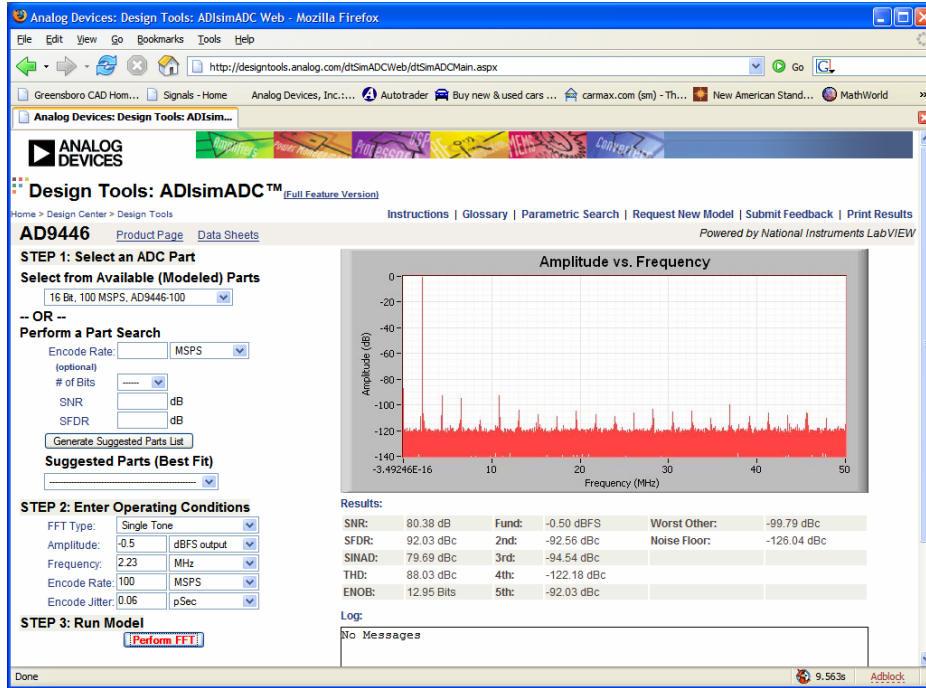 Analog Devices: Design Tools: ADIsimADC Web - Mozilla Firefox
File Edit View Go Bookmarks Tools Help
http://designtools.analog.com/dtSimADCWeb/dtSimADCMain.aspx Go G
Greensboro CAD Hom... Signals - Home Analog Devices, Inc.:... Autotrader Buy new & used cars ... carmax.com (sm) - Th... New American Stand... MathWorld »
Analog Devices: Design Tools: ADIsim...
ANALOG
DEVICES
Amplifiers Power Management Processors DSP MEMS Converters
Design Tools: ADIsimADC™ (Full Feature Version)
Home > Design Center > Design Tools
Instructions | Glossary | Parametric Search | Request New Model | Submit Feedback | Print Results
AD9446 Product Page Data Sheets
Powered by National Instruments LabVIEW
STEP 1: Select an ADC Part
Select from Available (Modeled) Parts
16 Bit, 100 MSPS, AD9446-100
-- OR --
Perform a Part Search
Encode Rate: MSPS
(optional)
# of Bits ------
SNR dB
SFDR dB
Generate Suggested Parts List
Suggested Parts (Best Fit)
STEP 2: Enter Operating Conditions
FFT Type: Single Tone
Amplitude: -0.5 dBFS output
Frequency: 2.23 MHz
Encode Rate: 100 MSPS
Encode Jitter: 0.06 pSec
STEP 3: Run Model
Perform FFT
Amplitude vs. Frequency
Amplitude (dB)
0
-20
-40
-60
-80
-100
-120
-140
-3.49246E-16 10 20 30 40 50
Frequency (MHz)
Results:
SNR: 80.38 dB Fund: -0.50 dBFS Worst Other: -99.79 dBc
SFDR: 92.03 dBc 2nd: -92.56 dBc Noise Floor: -126.04 dBc
SINAD: 79.69 dBc 3rd: -94.54 dBc
THD: 88.03 dBc 4th: -122.18 dBc
ENOB: 12.95 Bits 5th: -92.03 dBc
Log:
No Messages
Done 9.563s Adblock